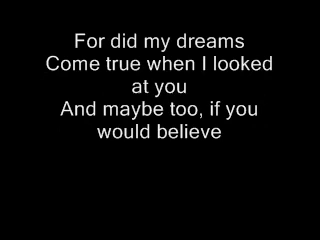 For did my dreams
Come true when I looked
at you
And maybe too, if you
would believe